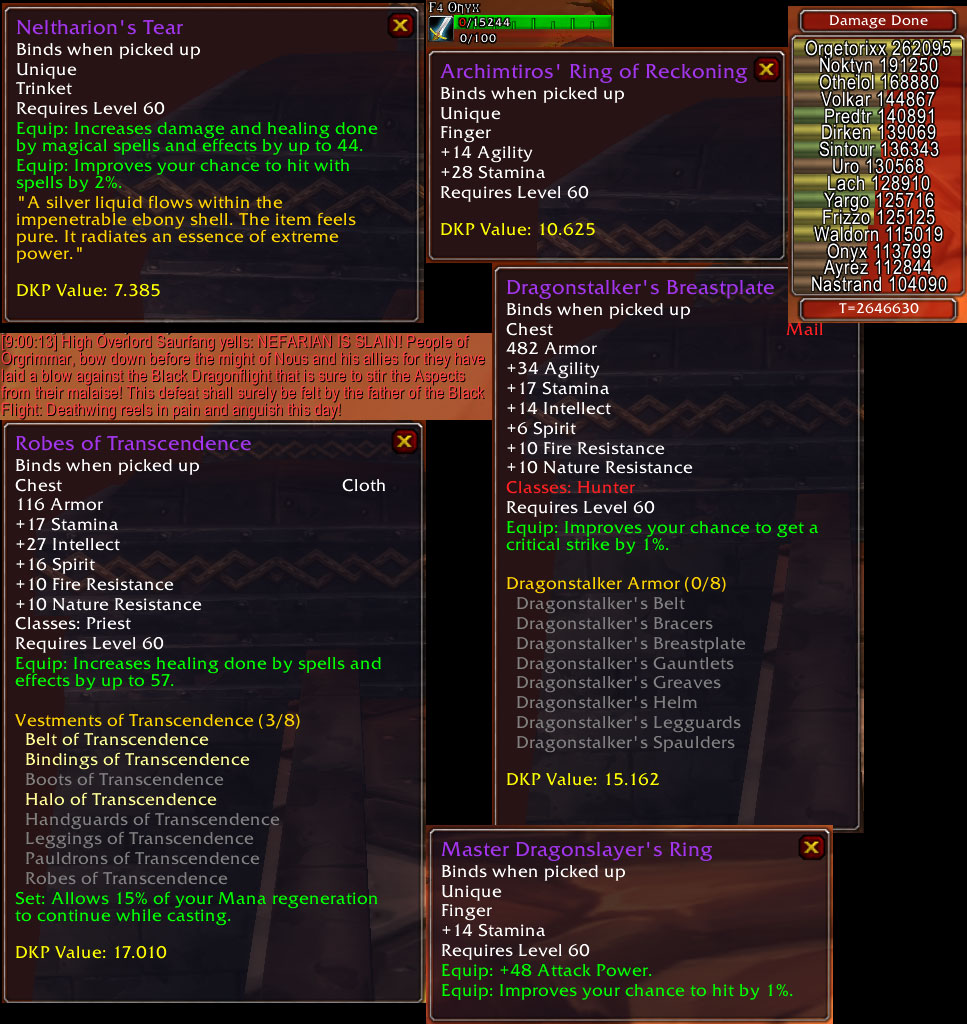 Neltharion's Tear
Binds when picked up
Unique
Trinket
Requires Level 60
Equip: Increases damage and healing done
by magical spells and effects by up to 44.
Equip: Improves your chance to hit with
spells by 2%.
"A silver liquid flows within the
impenetrable ebony shell. The item feels
pure. It radiates an essence of extreme
power."
DKP Value: 7.385
F4 Onyx
0/15244
0/100
Archimtiros' Ring of Reckoning
Binds when picked up
Unique
Finger
+14 Agility
+28 Stamina
Requires Level 60
DKP Value: 10.625
Damage Done
Orgetorixx 262095
Noktyn 191250
Othelol 168880
Volkar 144867
Predtr 140891
Dirken 139069
Sintour 136343
Uro 130568
Lach 128910
Yargo 125716
Frizzo 125125
Waldorn 115019
Onyx 113799
Ayrez 112844
Nastrand 104090
T=2646630
[9:00:13] High Overlord Saurfang yells: NEFARIAN IS SLAIN! People of
Orgrimmar, bow down before the might of Nous and his allies for they have
laid a blow against the Black Dragonflight that is sure to stir the Aspects
from their malaise! This defeat shall surely be felt by the father of the Black
Flight: Deathwing reels in pain and anguish this day!
Dragonstalker's Breastplate
Binds when picked up
Chest Mail
482 Armor
+34 Agility
+17 Stamina
+14 Intellect
+6 Spirit
+10 Fire Resistance
+10 Nature Resistance
Classes: Hunter
Requires Level 60
Equip: Improves your chance to get a
critical strike by 1%.
Dragonstalker Armor (0/8)
Dragonstalker's Belt
Dragonstalker's Bracers
Dragonstalker's Breastplate
Dragonstalker's Gauntlets
Dragonstalker's Greaves
Dragonstalker's Helm
Dragonstalker's Legguards
Dragonstalker's Spaulders
DKP Value: 15.162
Robes of Transcendence
Binds when picked up
Chest Cloth
116 Armor
+17 Stamina
+27 Intellect
+16 Spirit
+10 Fire Resistance
+10 Nature Resistance
Classes: Priest
Requires Level 60
Equip: Increases healing done by spells and
effects by up to 57.
Vestments of Transcendence (3/8)
Belt of Transcendence
Bindings of Transcendence
Boots of Transcendence
Halo of Transcendence
Handguards of Transcendence
Leggings of Transcendence
Pauldrons of Transcendence
Robes of Transcendence
Set: Allows 15% of your Mana regeneration
to continue while casting.
DKP Value: 17.010
Master Dragonslayer's Ring
Binds when picked up
Unique
Finger
+14 Stamina
Requires Level 60
Equip: +48 Attack Power.
Equip: Improves your chance to hit by 1%.